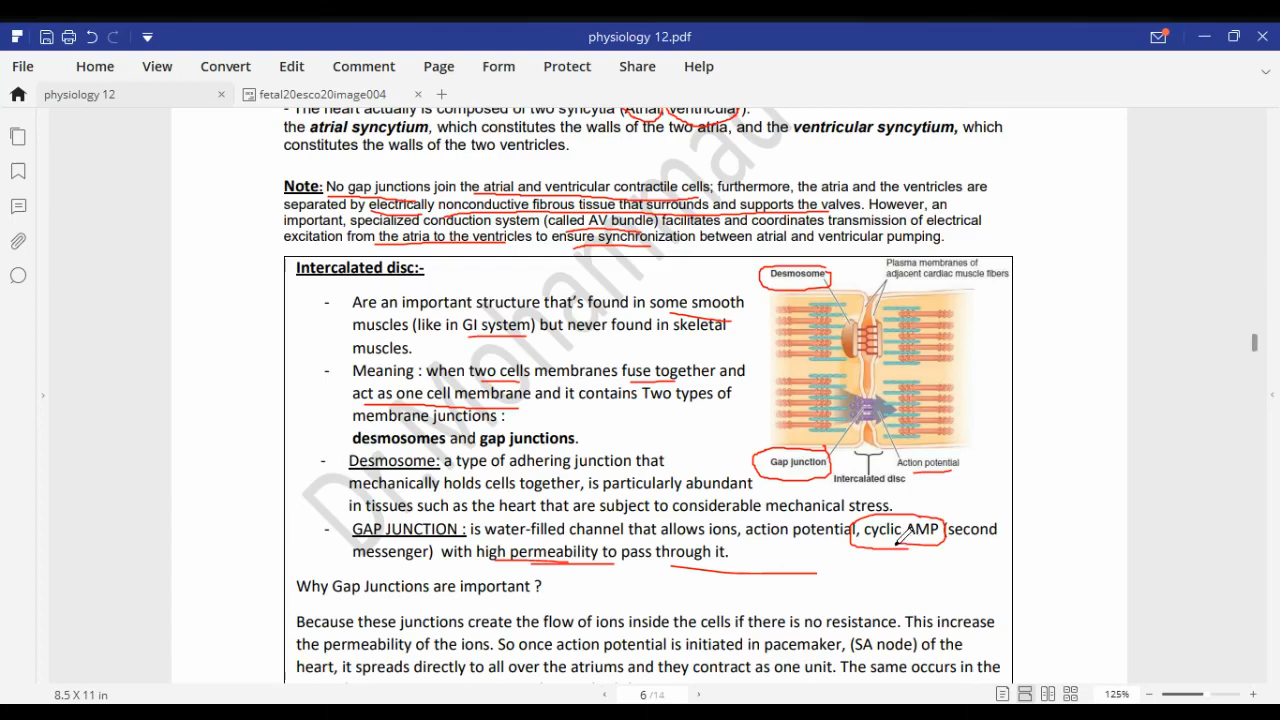 physiology 12.pdf
File Home View Convert Edit Comment Page Form Protect Share Help
physiology 12 × fetal20esco20image004 × +
- The heart actually is composed of two syncytia (Atrial, ventricular):
the atrial syncytium, which constitutes the walls of the two atria, and the ventricular syncytium, which
constitutes the walls of the two ventricles.
Note: No gap junctions join the atrial and ventricular contractile cells; furthermore, the atria and the ventricles are
separated by electrically nonconductive fibrous tissue that surrounds and supports the valves. However, an
important, specialized conduction system (called AV bundle) facilitates and coordinates transmission of electrical
excitation from the atria to the ventricles to ensure synchronization between atrial and ventricular pumping.
Intercalated disc:-
- Are an important structure that's found in some smooth
muscles (like in GI system) but never found in skeletal
muscles.
- Meaning : when two cells membranes fuse together and
act as one cell membrane and it contains Two types of
membrane junctions :
desmosomes and gap junctions.
- Desmosome: a type of adhering junction that
mechanically holds cells together, is particularly abundant
in tissues such as the heart that are subject to considerable mechanical stress.
- GAP JUNCTION : is water-filled channel that allows ions, action potential, cyclic AMP (second
messenger) with high permeability to pass through it.
Desmosome
Plasma membranes of
adjacent cardiac muscle fibers
Gap junction
Action potential
Intercalated disc
Why Gap Junctions are important ?
Because these junctions create the flow of ions inside the cells if there is no resistance. This increase
the permeability of the ions. So once action potential is initiated in pacemaker, (SA node) of the
heart, it spreads directly to all over the atriums and they contract as one unit. The same occurs in the
Dr. Mohammad
8.5 X 11 in
6 /14
125%